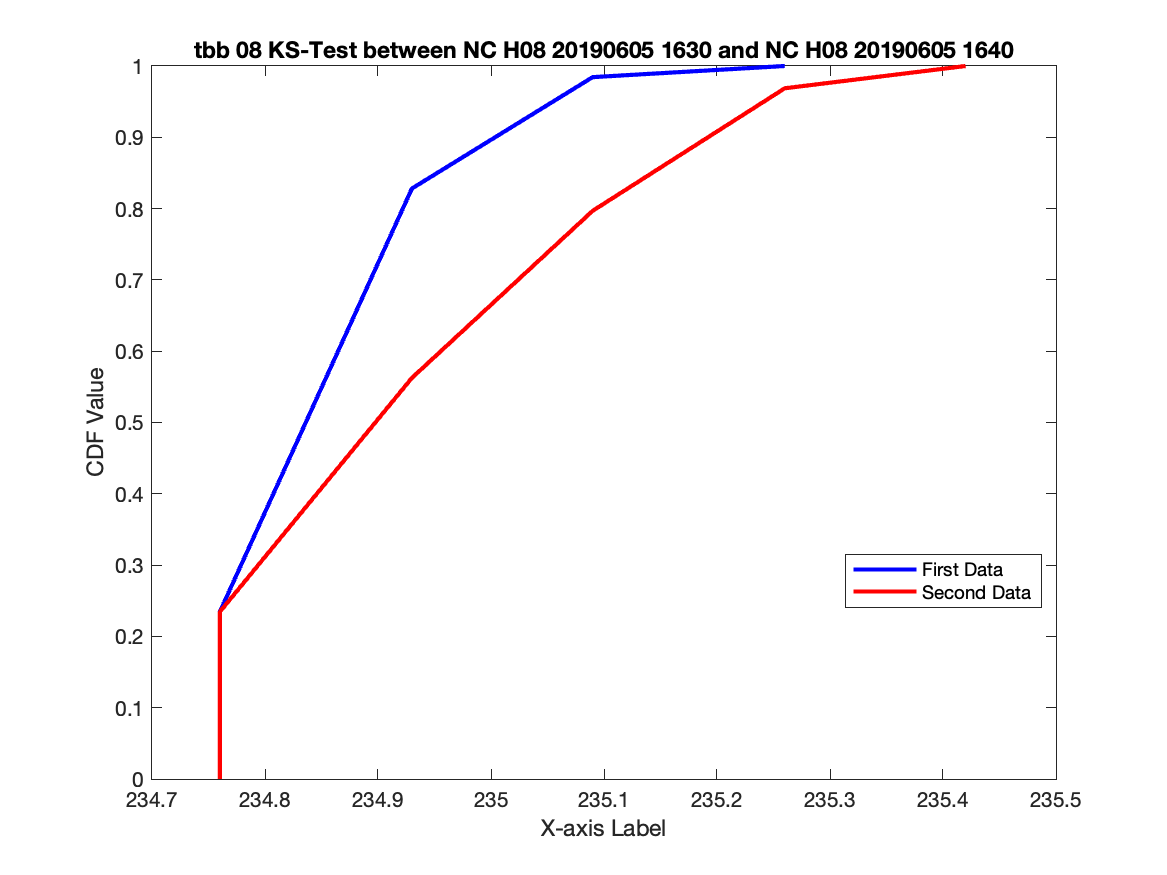 tbb 08 KS-Test between NC H08 20190605 1630 and NC H08 20190605 1640
1
0.9
0.8
0.7
0.6
0.5
0.4
0.3
0.2
0.1
0
CDF Value
First Data
Second Data
234.7 234.8 234.9 235 235.1 235.2 235.3 235.4 235.5
X-axis Label